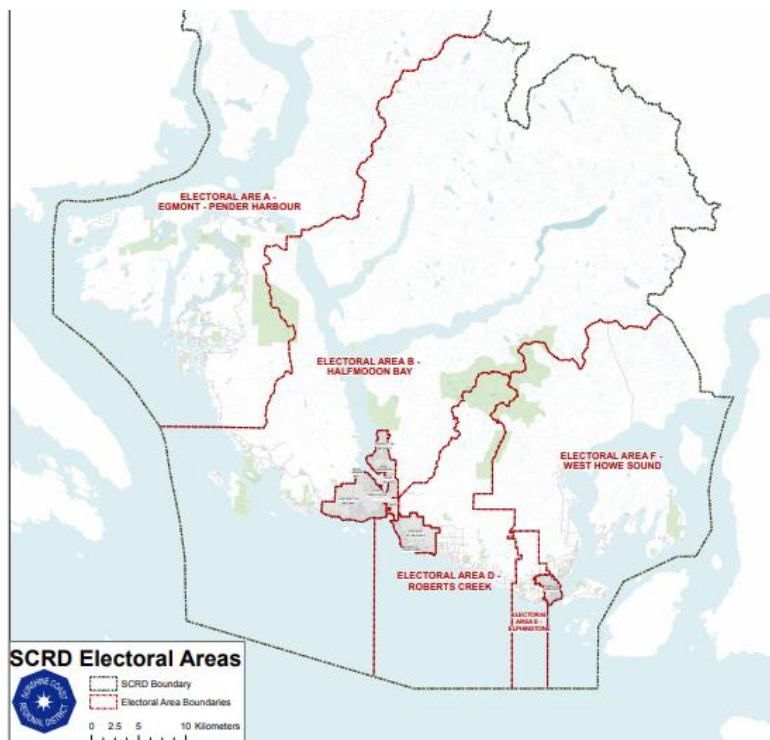 ELECTORAL ARE A -
EGMONT - PENDER HARBOUR
ELECTORAL AREA B -
HALFMOOON BAY
ELECTORAL AREA F -
WEST HOWE SOUND
ELECTORAL AREA D -
ROBERTS CREEK
ELECTORAL
AREA E -
ELPHINSTONE
SCRD Electoral Areas
SUNSHINE COAST
REGIONAL DISTRICT
SCRD Boundary
Electoral Area Boundaries
0 2.5 5 10 Kilometers